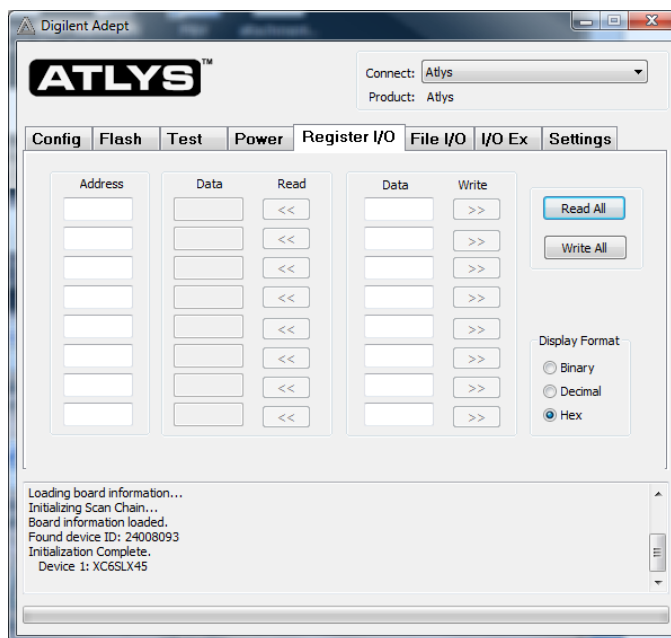 Digilent Adept
ATLYS™
Connect: Atlys
Product: Atlys
Config Flash Test Power Register I/O File I/O I/O Ex Settings
Address Data Read Data Write
<< >> Read All
<< >> Write All
<< >>
<< >>
<< >>
Display Format
<< >> Binary
<< >> Decimal
<< >> Hex
Loading board information...
Initializing Scan Chain...
Board information loaded.
Found device ID: 24008093
Initialization Complete.
Device 1: XC6SLX45